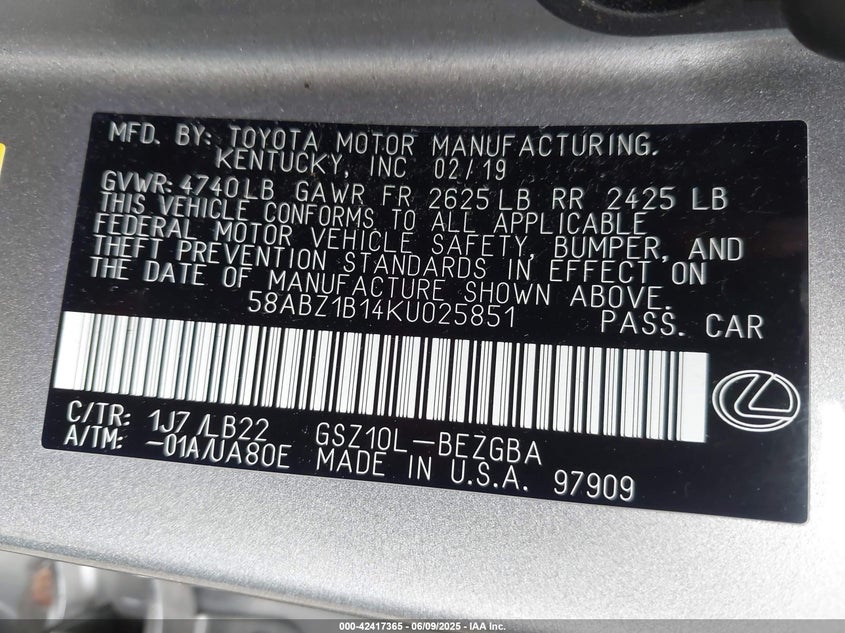 MFD. BY: TOYOTA MOTOR MANUFACTURING.
KENTUCKY, INC 02/19
GVWR: 4740LB GAWR FR 2625LB RR 2425 LB
THIS VEHICLE CONFORMS TO ALL APPLICABLE
FEDERAL MOTOR VEHICLE SAFETY, BUMPER, AND
THEFT PREVENTION STANDARDS IN EFFECT ON
THE DATE OF MANUFACTURE SHOWN ABOVE.
58ABZ1B14KU025851 PASS. CAR
C/TR: 1J7 /LB22 GSZ10L-BEZGBA
A/TM: -01A/UA80E MADE IN U.S.A. 97909
000-42417365 - 06/09/2025 - IAA Inc.